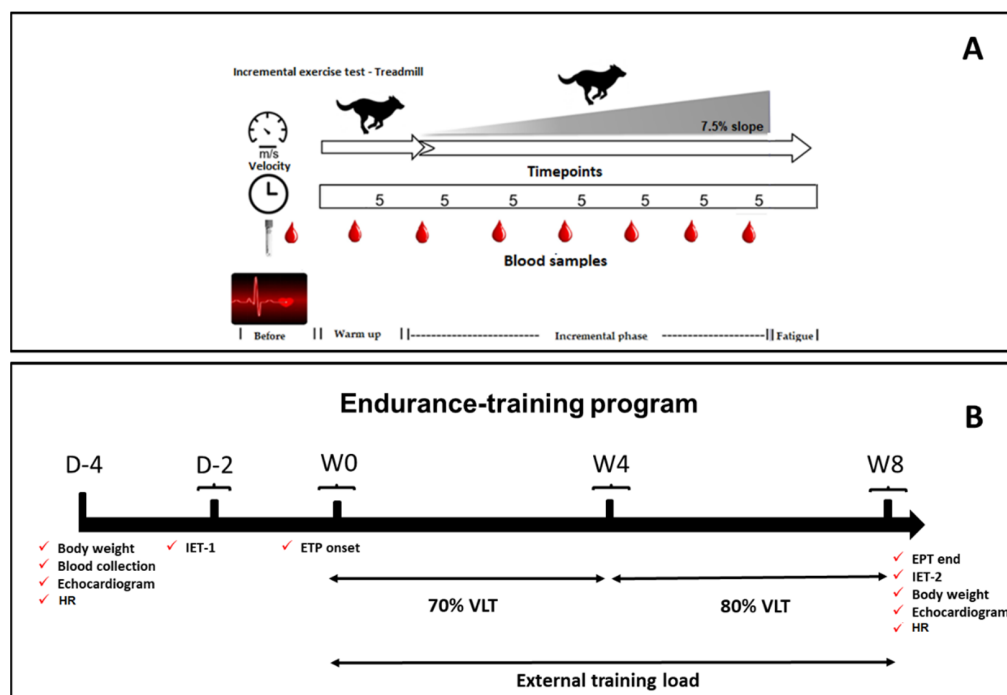 A
Incremental exercise test - Treadmill
7.5% slope
m/s
Velocity
Timepoints
5 5 5 5 5 5 5
Blood samples
Before Warm up Incremental phase Fatigue
B
Endurance-training program
D-4 D-2 W0 W4 W8
✓ Body weight ✓ IET-1 ✓ ETP onset
✓ Blood collection
✓ Echocardiogram
✓ HR
✓ EPT end
✓ IET-2
✓ Body weight
✓ Echocardiogram
✓ HR
70% VLT 80% VLT
External training load